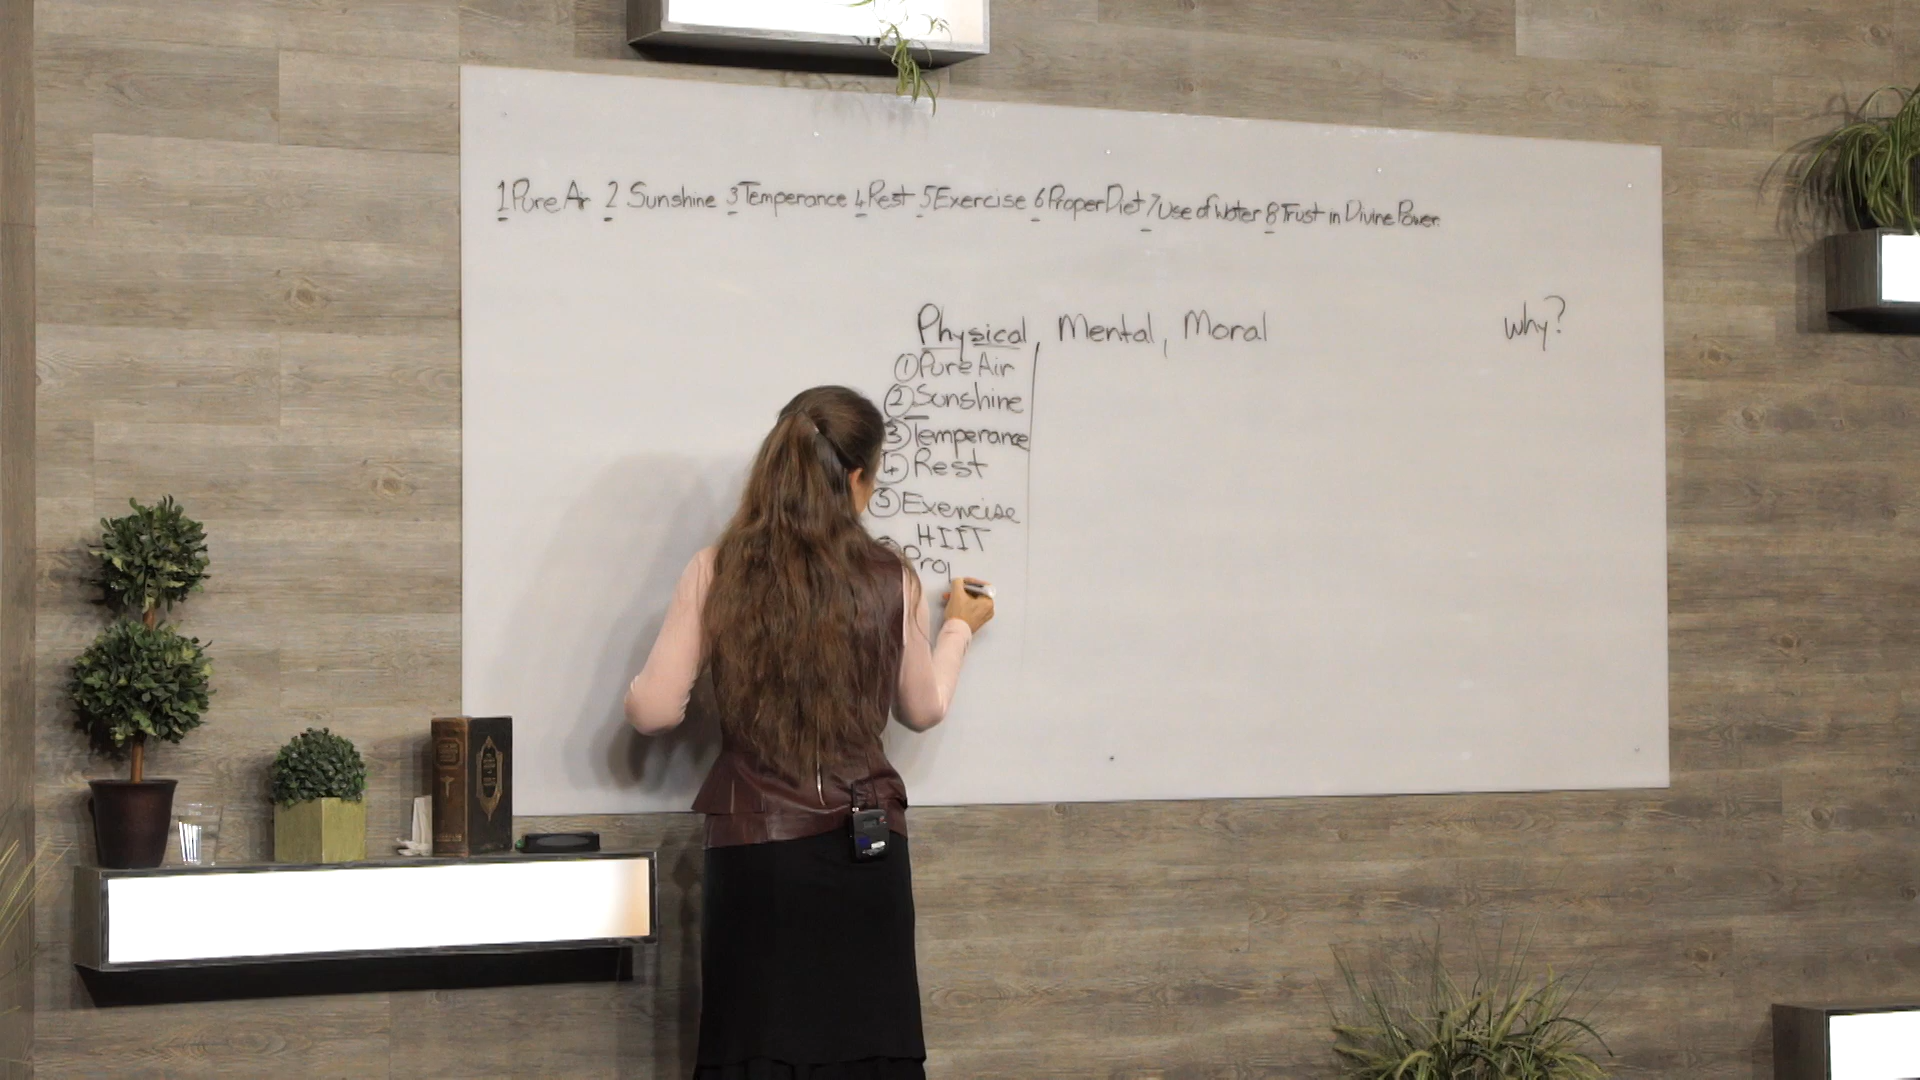 1 Pure Air 2 Sunshine 3 Temperance 4 Rest 5 Exercise 6 Proper Diet 7 Use of Water 8 Trust in Divine Power
Physical, Mental, Moral
why?
① Pure Air
② Sunshine
③ Temperance
④ Rest
⑤ Exercise
HIIT
Prop